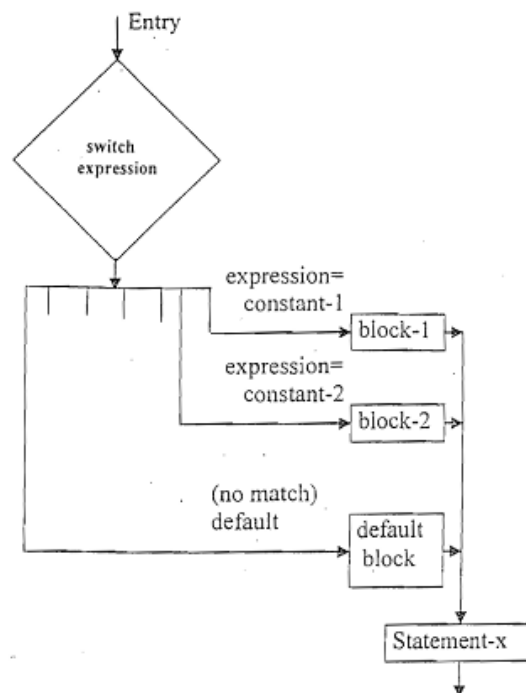 Entry
switch
expression
expression=
constant-1
block-1
expression=
constant-2
block-2
(no match)
default
default
block
Statement-x